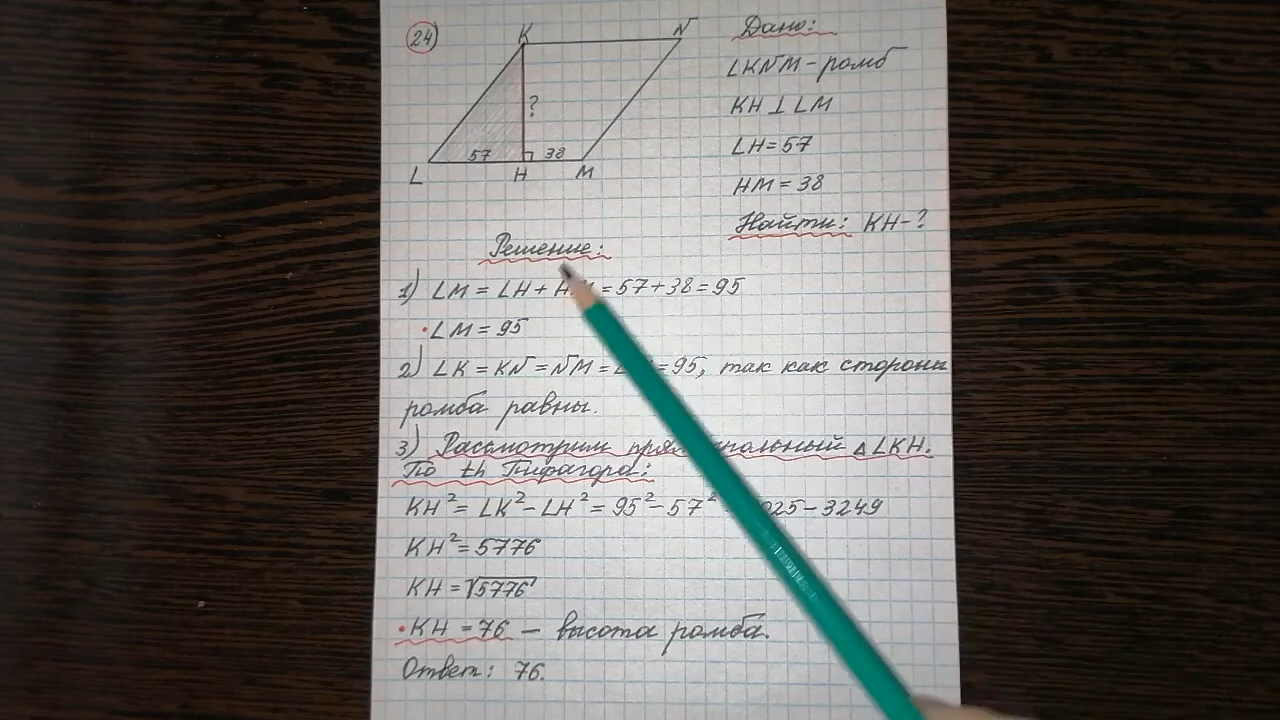 24)
K
N
?
57
38
L
H
M
Дано:
LKNM - ромб
KH ⊥ LM
LH = 57
HM = 38
Найти: KH - ?
Решение:
1) LM = LH + HM = 57 + 38 = 95
• LM = 95
2) LK = KN = NM = = 95, так как стороны
ромба равны.
3) Рассмотрим △ LKH.
По th Пифагора:
KH² = LK² - LH² = 95² - 57² - 3249
KH² = 5776
KH = √5776
• KH = 76 — высота ромба.
Ответ: 76.